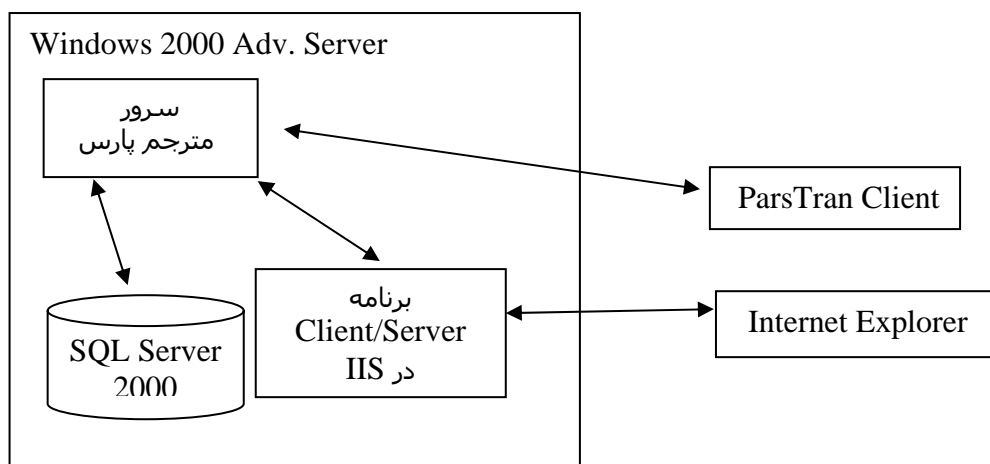 Windows 2000 Adv. Server
سرور
مترجم پارس
ParsTran Client
برنامه
Client/Server
در IIS
Internet Explorer
SQL Server
2000